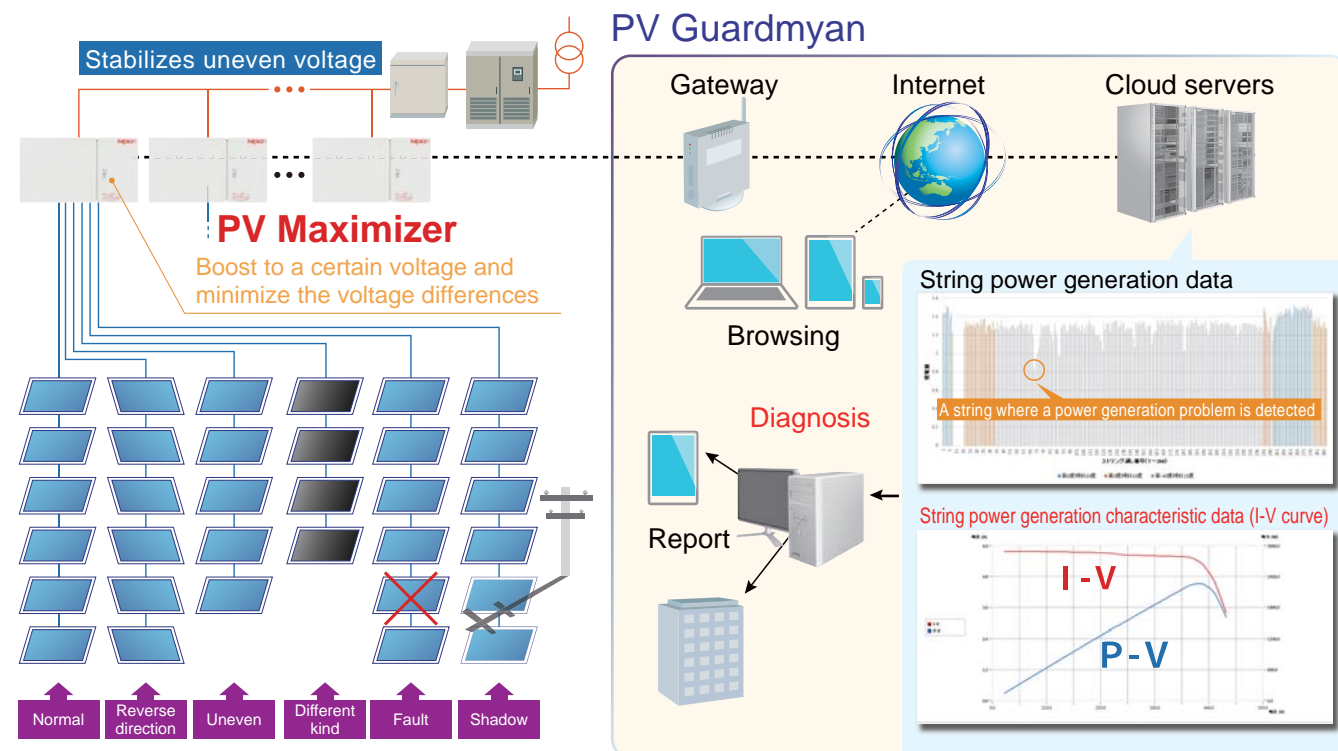 PV Guardmyan
Stabilizes uneven voltage
Gateway
Internet
Cloud servers
PV Maximizer
Boost to a certain voltage and
minimize the voltage differences
Browsing
String power generation data
A string where a power generation problem is detected
Diagnosis
Report
String power generation characteristic data (I-V curve)
I - V
P - V
Normal
Reverse
direction
Uneven
Different
kind
Fault
Shadow